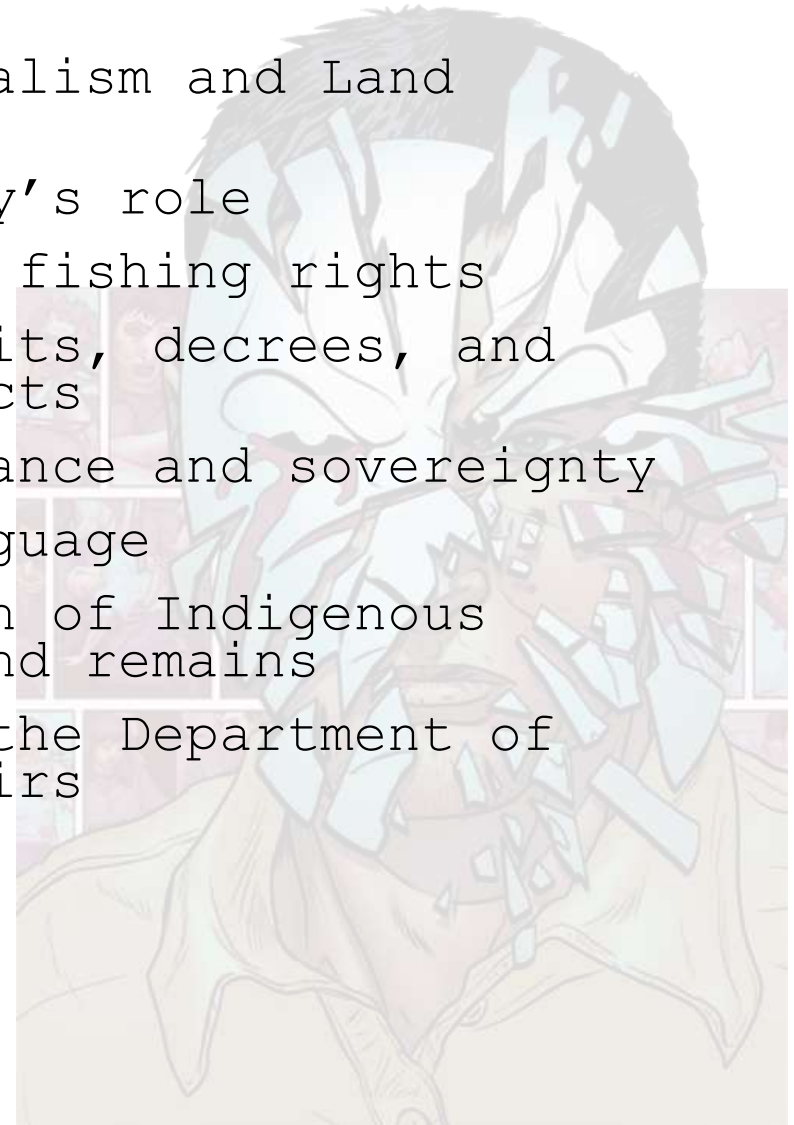 alism and Land
y’s role
fishing rights
its, decrees, and
cts
ance and sovereignty
guage
n of Indigenous
nd remains
the Department of
irs